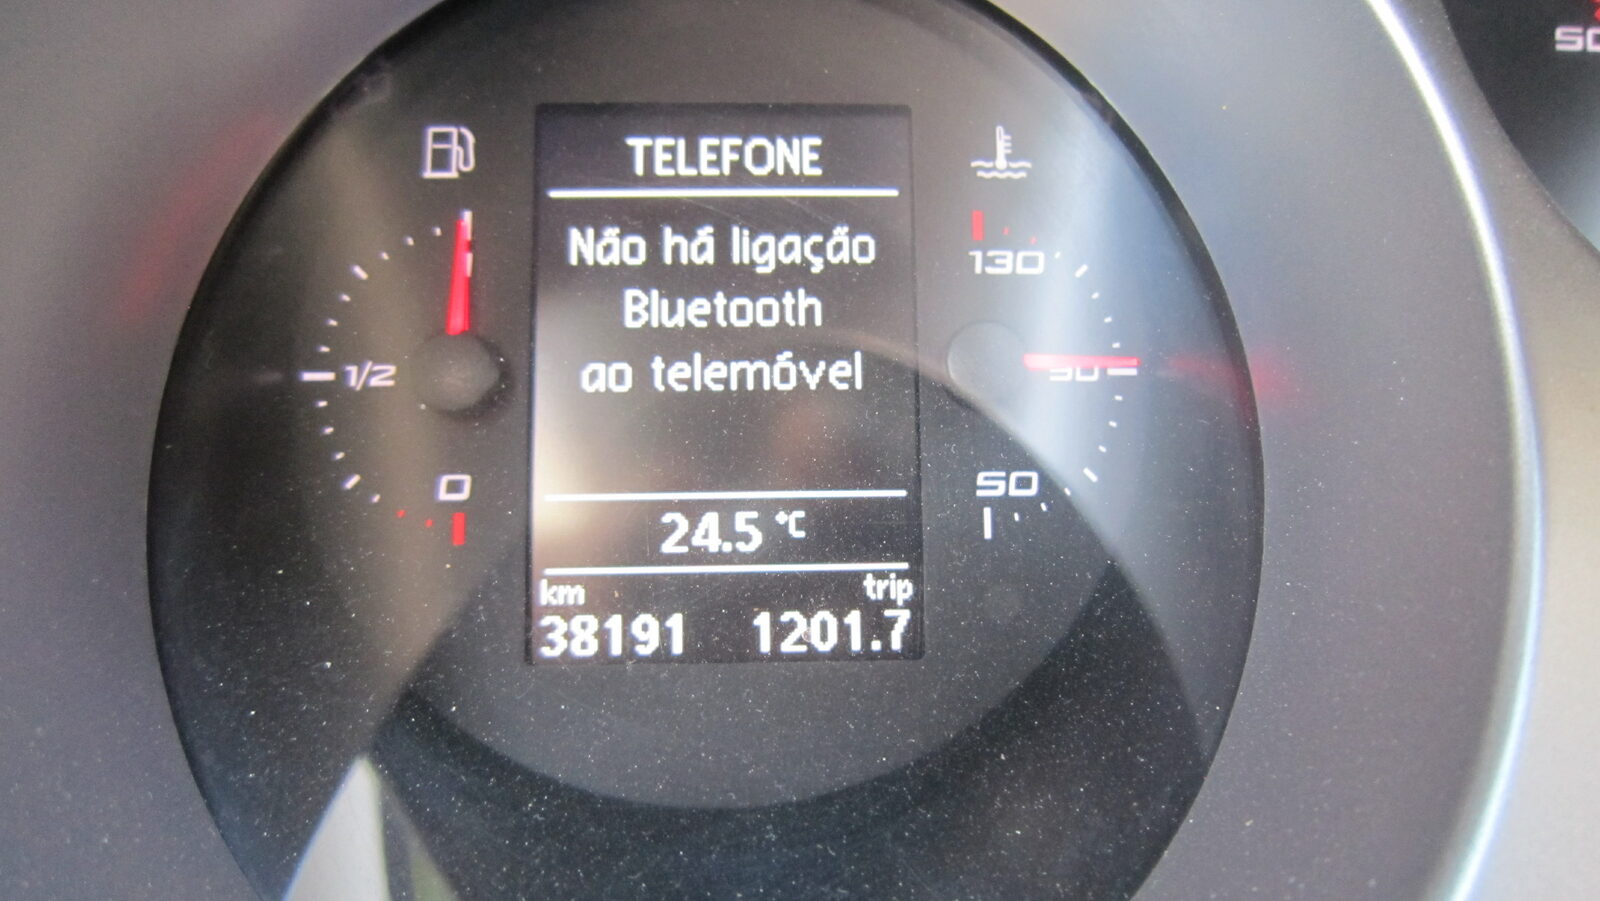 TELEFONE
Não há ligação
Bluetooth
ao telemóvel
24.5 °C
km trip
38191 1201.7
1/2
0
130
90
50